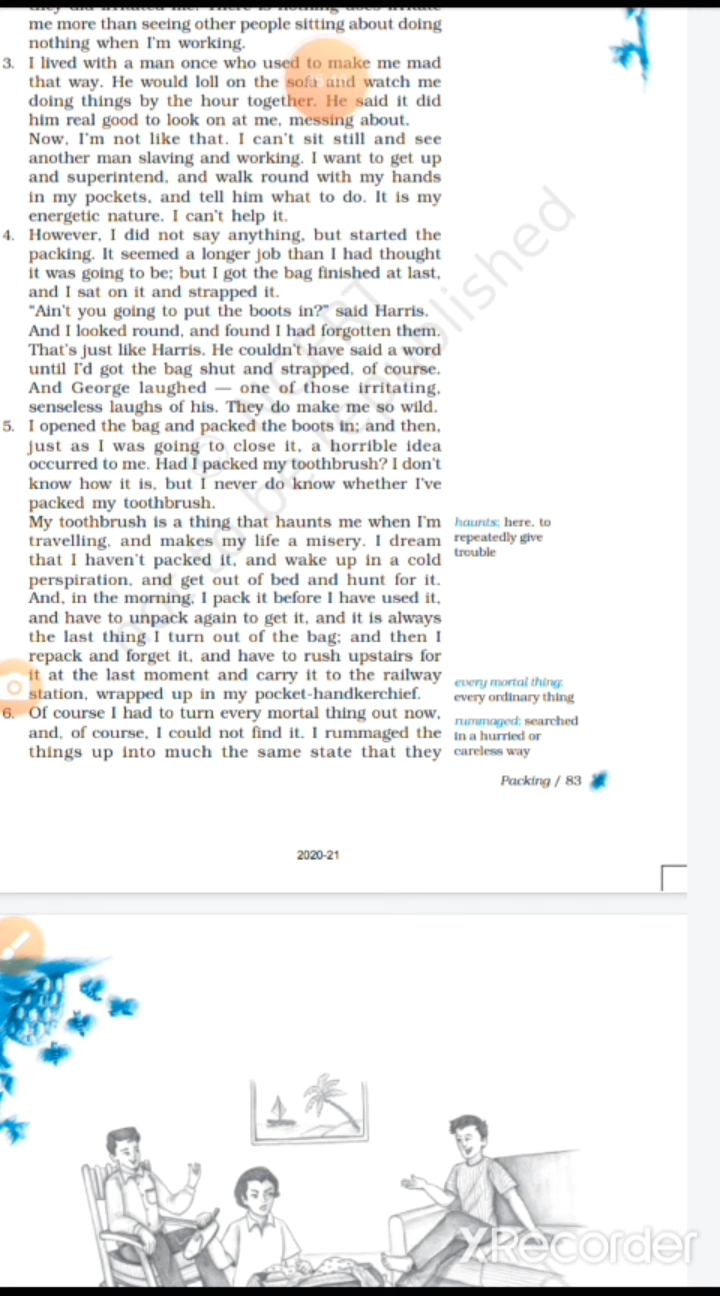 me more than seeing other people sitting about doing
nothing when I'm working.
3. I lived with a man once who used to make me mad
that way. He would loll on the sofa and watch me
doing things by the hour together. He said it did
him real good to look on at me, messing about.
Now, I'm not like that. I can't sit still and see
another man slaving and working. I want to get up
and superintend, and walk round with my hands
in my pockets, and tell him what to do. It is my
energetic nature. I can't help it.
4. However, I did not say anything, but started the
packing. It seemed a longer job than I had thought
it was going to be; but I got the bag finished at last,
and I sat on it and strapped it.
"Ain't you going to put the boots in?" said Harris.
And I looked round, and found I had forgotten them.
That's just like Harris. He couldn't have said a word
until I'd got the bag shut and strapped, of course.
And George laughed — one of those irritating,
senseless laughs of his. They do make me so wild.
5. I opened the bag and packed the boots in; and then,
just as I was going to close it, a horrible idea
occurred to me. Had I packed my toothbrush? I don't
know how it is, but I never do know whether I've
packed my toothbrush.
My toothbrush is a thing that haunts me when I'm
travelling, and makes my life a misery. I dream
that I haven't packed it, and wake up in a cold
perspiration, and get out of bed and hunt for it.
And, in the morning, I pack it before I have used it,
and have to unpack again to get it, and it is always
the last thing I turn out of the bag; and then I
repack and forget it, and have to rush upstairs for
it at the last moment and carry it to the railway
station, wrapped up in my pocket-handkerchief.
6. Of course I had to turn every mortal thing out now,
and, of course, I could not find it. I rummaged the
things up into much the same state that they
haunts: here, to
repeatedly give
trouble
every mortal thing:
every ordinary thing
rummaged: searched
in a hurried or
careless way
Packing / 83
2020-21
© NCERT
not to be republished
XRecorder